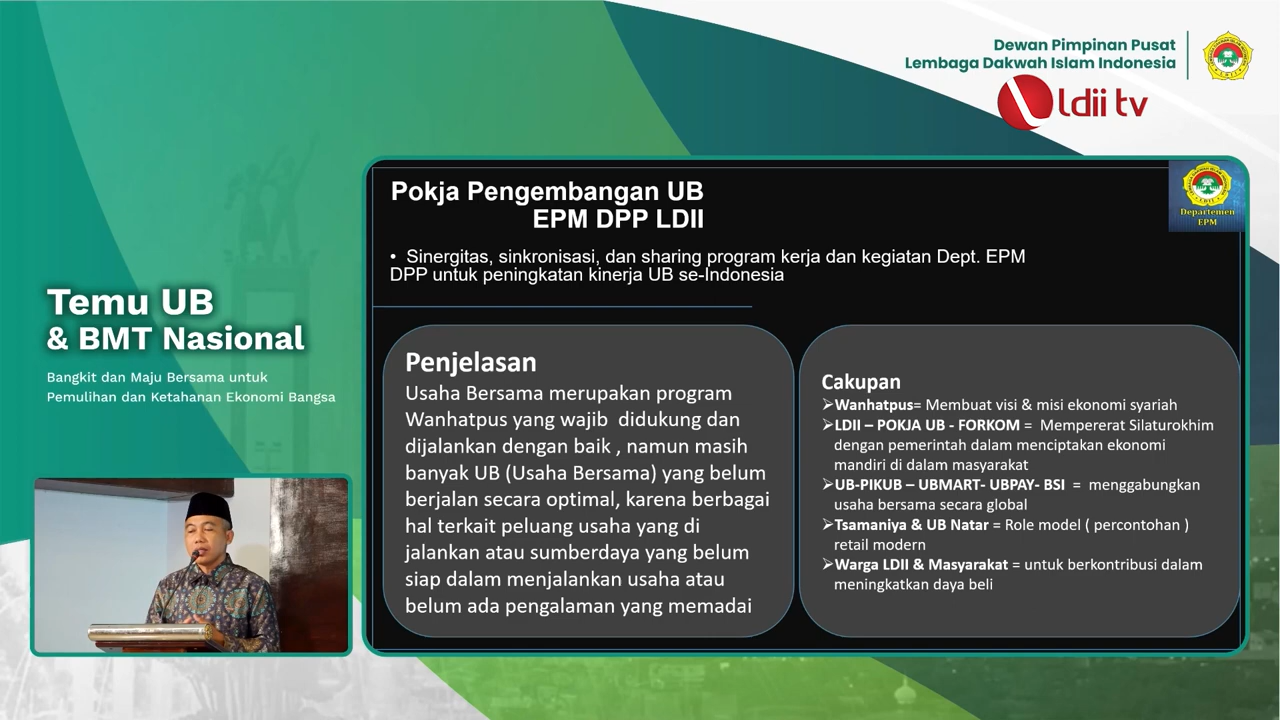 Dewan Pimpinan Pusat
Lembaga Dakwah Islam Indonesia
ldii tv
Temu UB
& BMT Nasional
Bangkit dan Maju Bersama untuk
Pemulihan dan Ketahanan Ekonomi Bangsa
Pokja Pengembangan UB
EPM DPP LDII
Departemen
EPM
• Sinergitas, sinkronisasi, dan sharing program kerja dan kegiatan Dept. EPM
DPP untuk peningkatan kinerja UB se-Indonesia
Penjelasan
Usaha Bersama merupakan program
Wanhatpus yang wajib  didukung dan
dijalankan dengan baik , namun masih
banyak UB (Usaha Bersama) yang belum
berjalan secara optimal, karena berbagai
hal terkait peluang usaha yang di
jalankan atau sumberdaya yang belum
siap dalam menjalankan usaha atau
belum ada pengalaman yang memadai
Cakupan
➢Wanhatpus= Membuat visi & misi ekonomi syariah
➢LDII – POKJA UB - FORKOM =  Mempererat Silaturokhim
dengan pemerintah dalam menciptakan ekonomi
mandiri di dalam masyarakat
➢UB-PIKUB – UBMART- UBPAY- BSI  =  menggabungkan
usaha bersama secara global
➢Tsamaniya & UB Natar = Role model ( percontohan )
retail modern
➢Warga LDII & Masyarakat = untuk berkontribusi dalam
meningkatkan daya beli